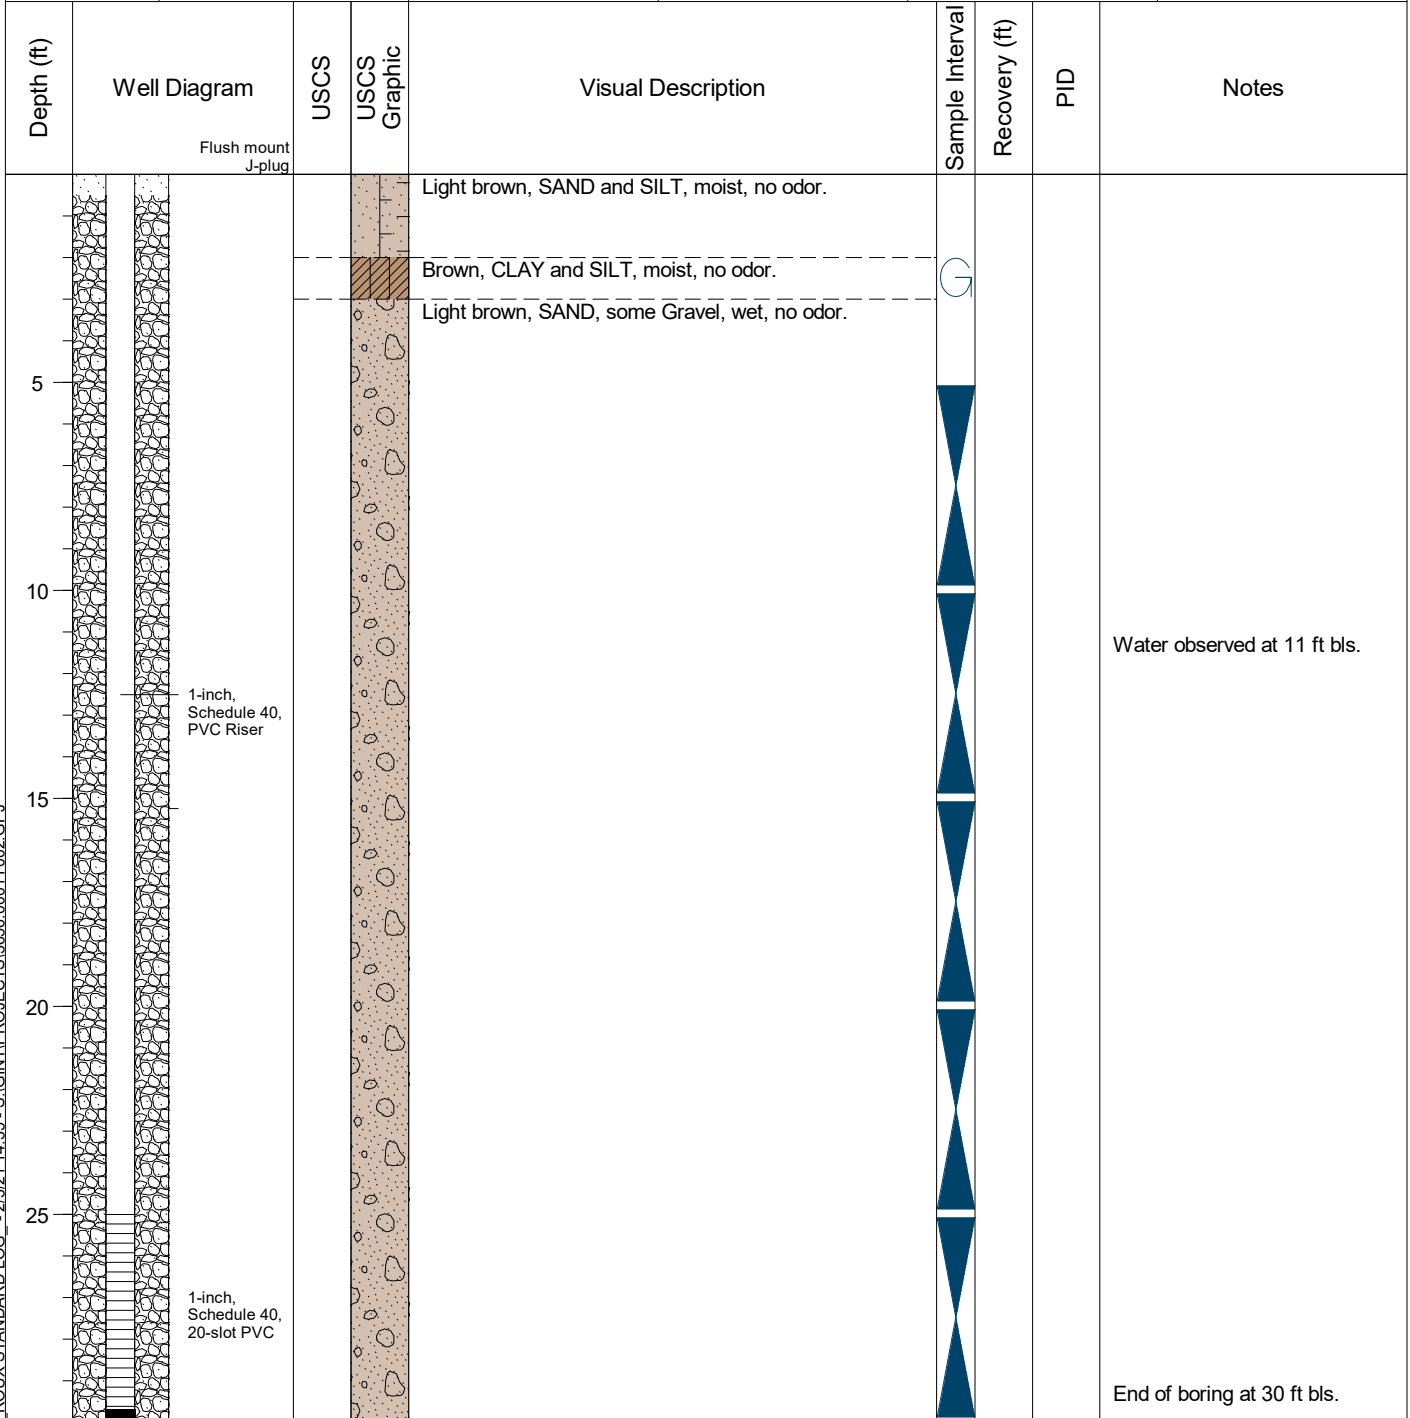 Depth (ft)
Well Diagram
Flush mount
J-plug
USCS
USCS
Graphic
Visual Description
Sample Interval
Recovery (ft)
PID
Notes
Light brown, SAND and SILT, moist, no odor.
Brown, CLAY and SILT, moist, no odor.
G
Light brown, SAND, some Gravel, wet, no odor.
5
10
Water observed at 11 ft bls.
1-inch,
Schedule 40,
PVC Riser
15
20
25
1-inch,
Schedule 40,
20-slot PVC
End of boring at 30 ft bls.